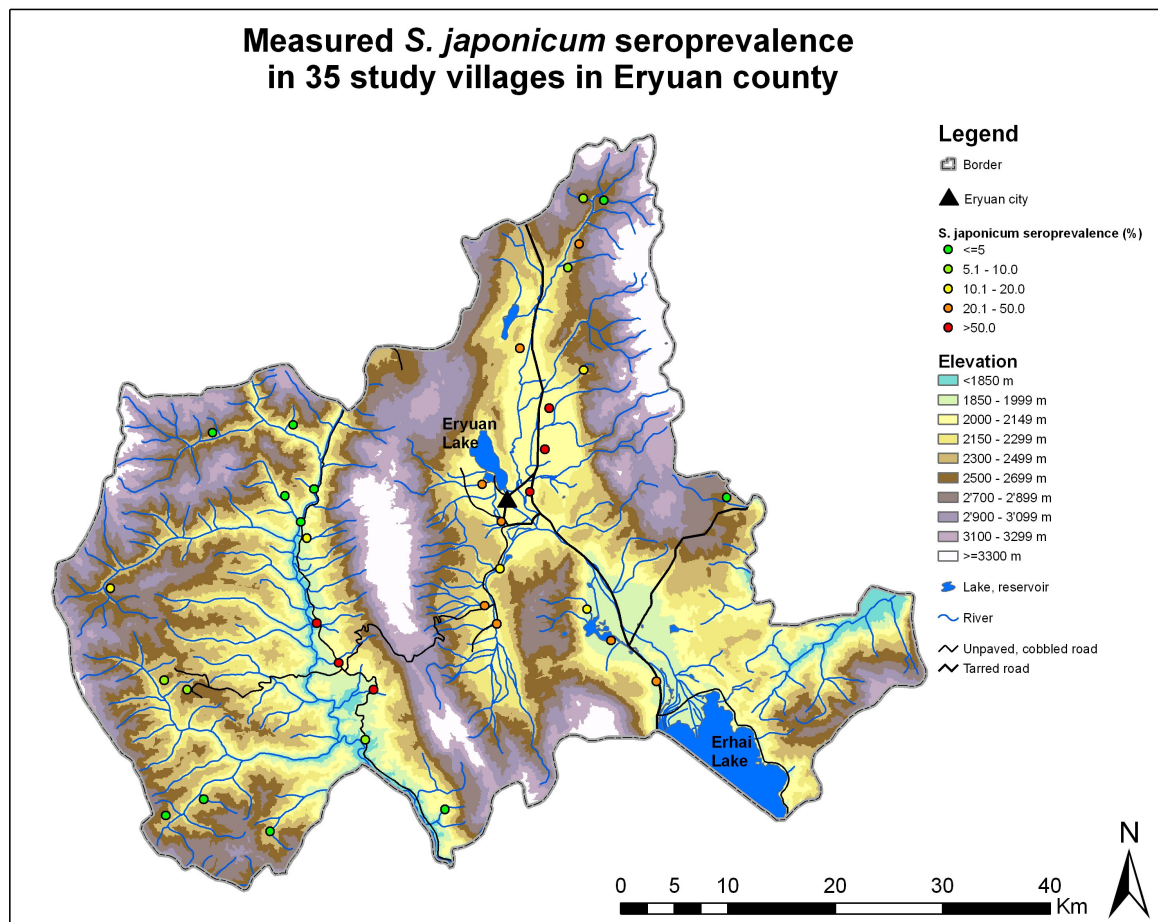 Measured S. japonicum seroprevalence
in 35 study villages in Eryuan county
Legend
Border
Eryuan city
S. japonicum seroprevalence (%)
<=5
5.1 - 10.0
10.1 - 20.0
20.1 - 50.0
>50.0
Elevation
<1850 m
1850 - 1999 m
2000 - 2149 m
2150 - 2299 m
2300 - 2499 m
2500 - 2699 m
2'700 - 2'899 m
2'900 - 3'099 m
3100 - 3299 m
>=3300 m
Lake, reservoir
River
Unpaved, cobbled road
Tarred road
Eryuan
Lake
Erhai
Lake
N
0 5 10 20 30 40
Km